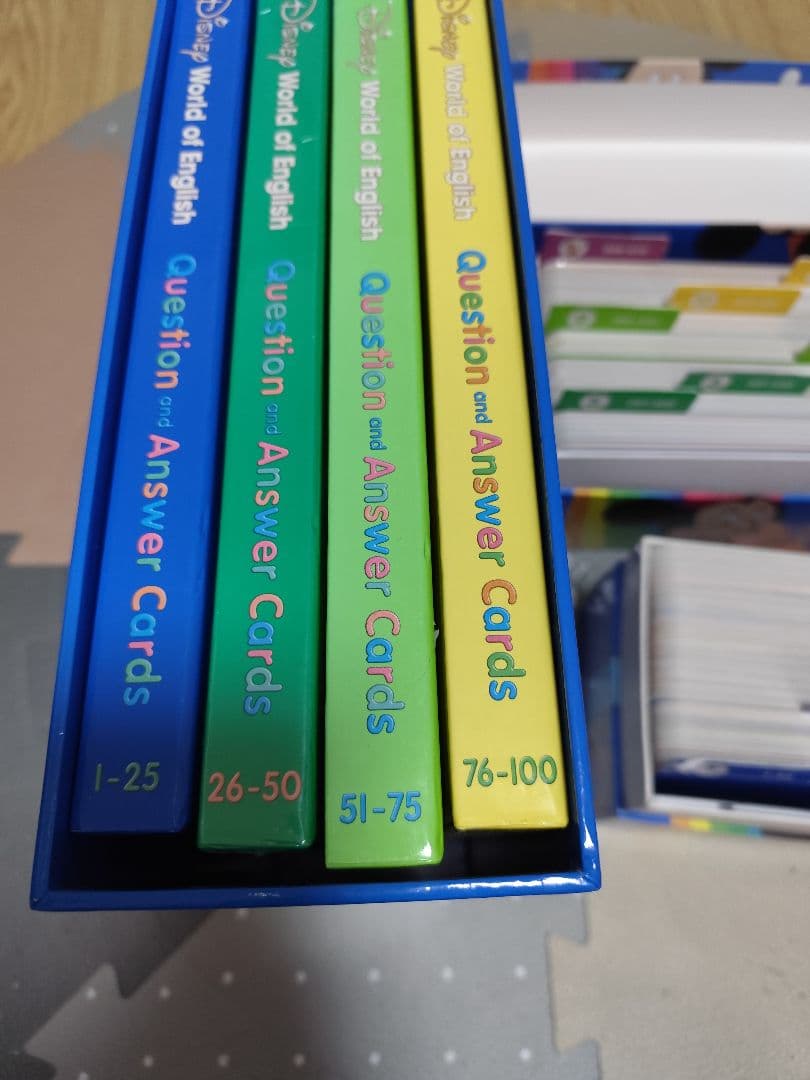 Disney World of English Question and Answer Cards 1-25
Disney World of English Question and Answer Cards 26-50
Disney World of English Question and Answer Cards 51-75
Disney World of English Question and Answer Cards 76-100